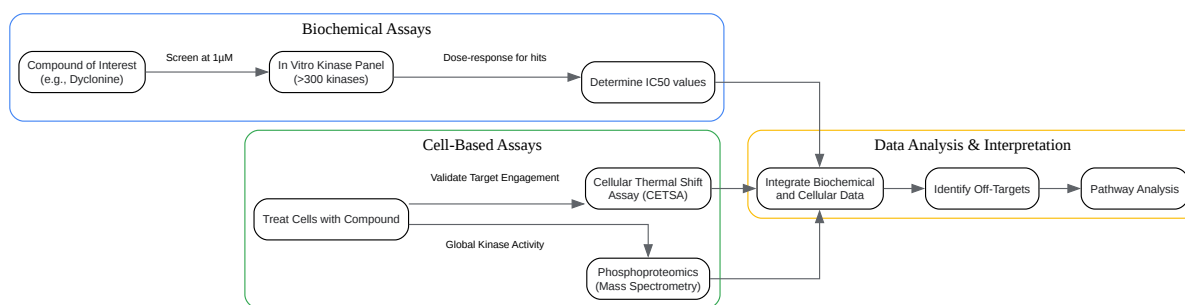 Biochemical Assays
Compound of Interest
(e.g., Dyclonine)
Screen at 1µM
In Vitro Kinase Panel
(>300 kinases)
Dose-response for hits
Determine IC50 values
Cell-Based Assays
Treat Cells with Compound
Validate Target Engagement
Cellular Thermal Shift
Assay (CETSA)
Global Kinase Activity
Phosphoproteomics
(Mass Spectrometry)
Data Analysis & Interpretation
Integrate Biochemical
and Cellular Data
Identify Off-Targets
Pathway Analysis